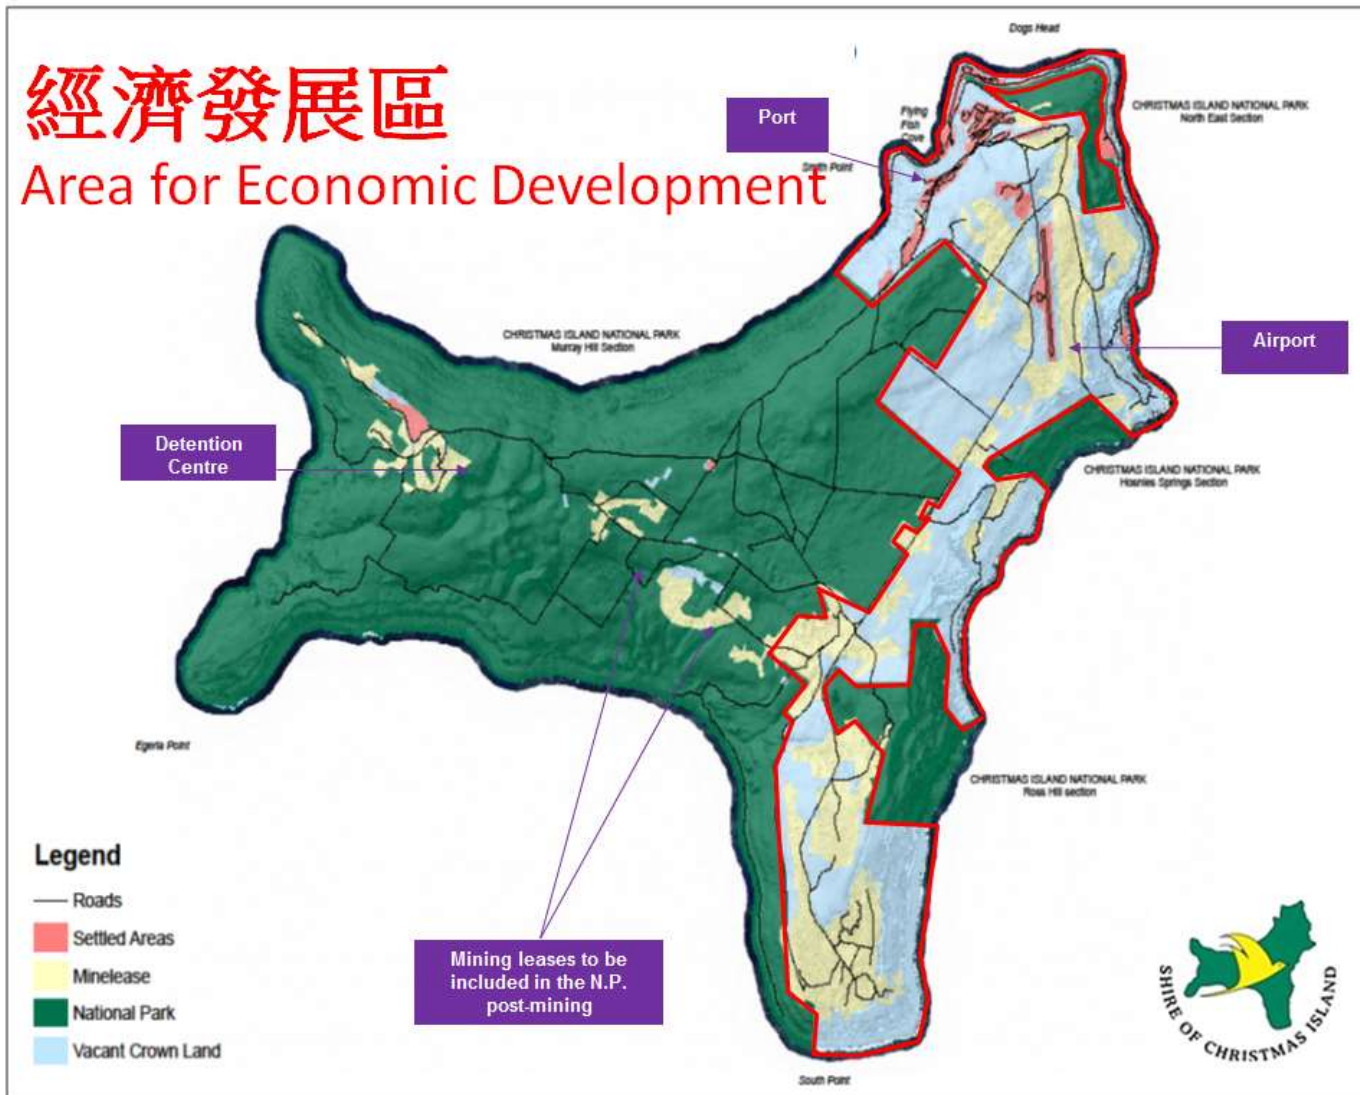 經濟發展區
Area for Economic Development
Dogs Head
Port
Flying
Fish
Cove
CHRISTMAS ISLAND NATIONAL PARK
North East Section
Smith Point
CHRISTMAS ISLAND NATIONAL PARK
Murray Hill Section
Airport
Detention
Centre
CHRISTMAS ISLAND NATIONAL PARK
Hosnies Springs Section
Egeria Point
CHRISTMAS ISLAND NATIONAL PARK
Ross Hill section
Legend
Roads
Settled Areas
Minelease
National Park
Vacant Crown Land
Mining leases to be
included in the N.P.
post-mining
SHIRE OF CHRISTMAS ISLAND
South Point